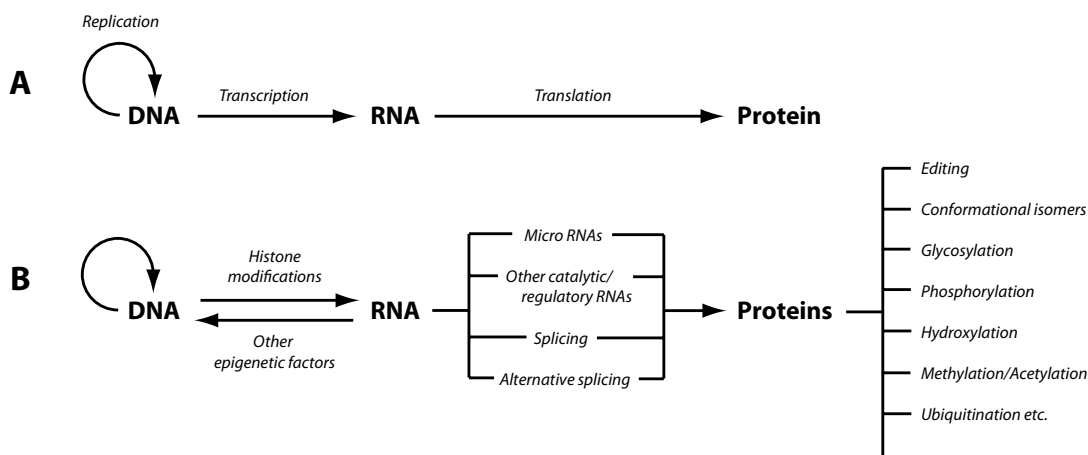 Replication
A
DNA
Transcription
RNA
Translation
Protein
B
DNA
Histone
modifications
Other
epigenetic factors
RNA
Micro RNAs
Other catalytic/
regulatory RNAs
Splicing
Alternative splicing
Proteins
Editing
Conformational isomers
Glycosylation
Phosphorylation
Hydroxylation
Methylation/Acetylation
Ubiquitination etc.